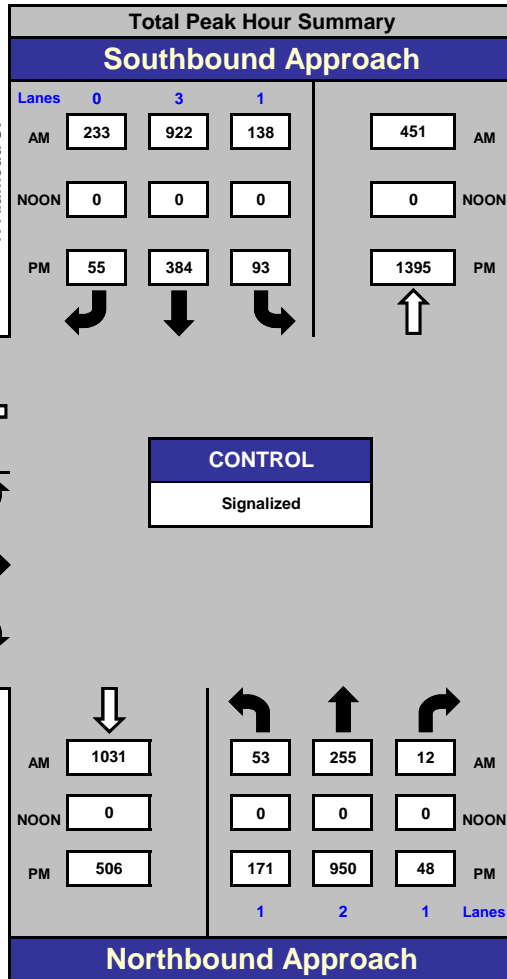 Total Peak Hour Summary
Southbound Approach
Lanes 0 3 1
AM 233 922 138 451 AM
NOON 0 0 0 0 NOON
PM 55 384 93 1395 PM
CONTROL
Signalized
AM 1031 53 255 12 AM
NOON 0 0 0 0 NOON
PM 506 171 950 48 PM
1 2 1 Lanes
Northbound Approach